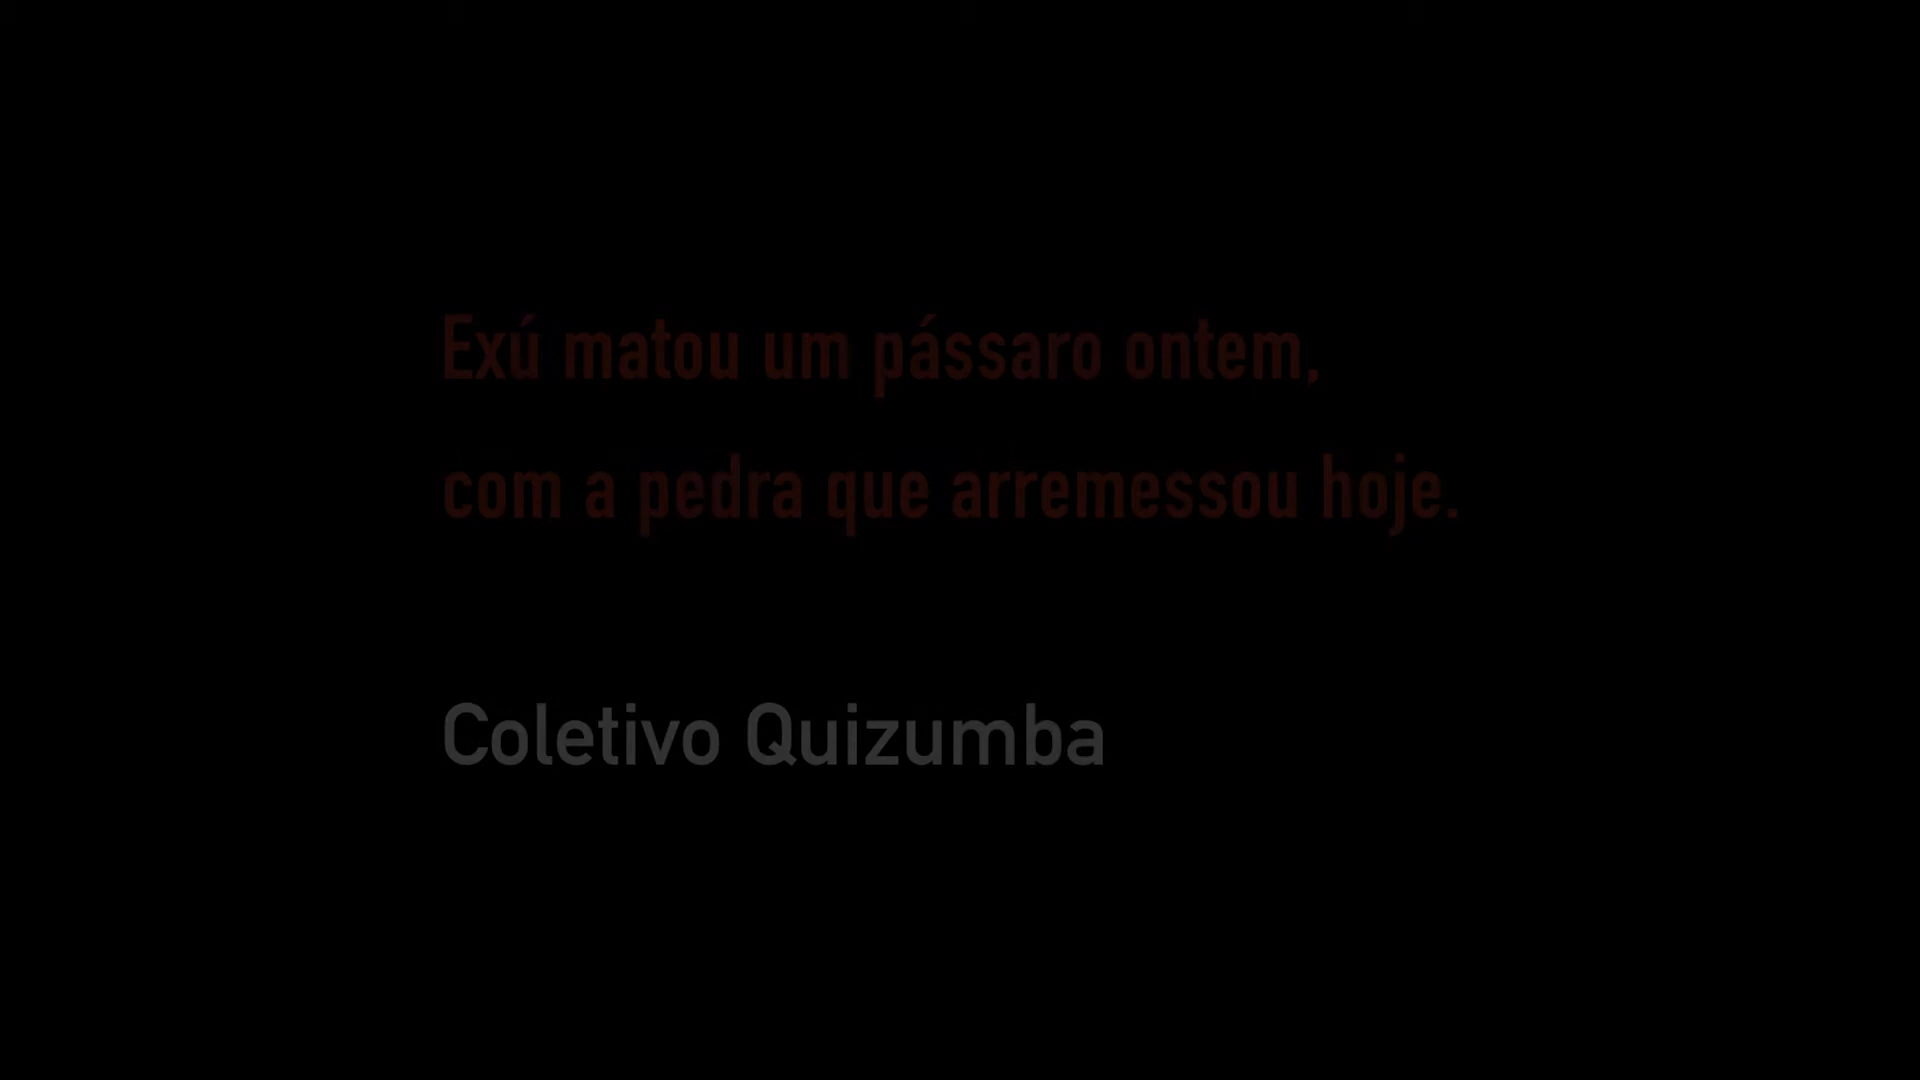 Exú matou um pássaro ontem,
com a pedra que arremessou hoje.
Coletivo Quizumba